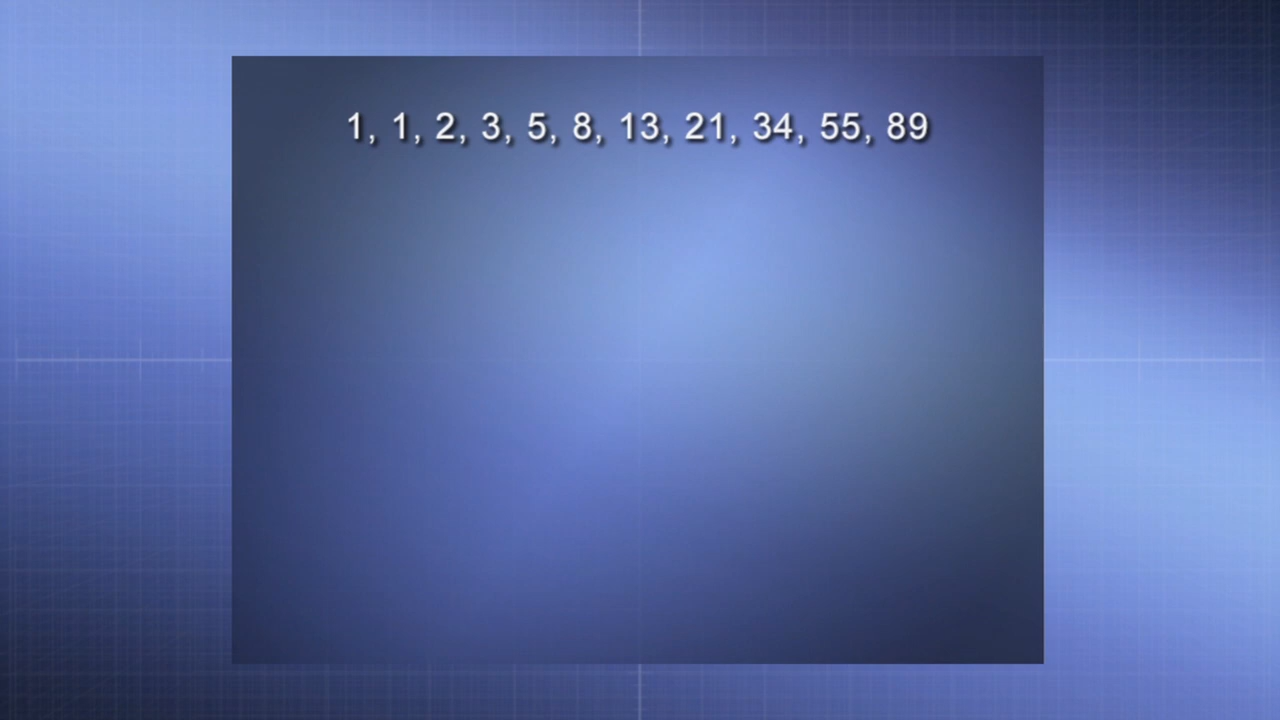 1, 1, 2, 3, 5, 8, 13, 21, 34, 55, 89